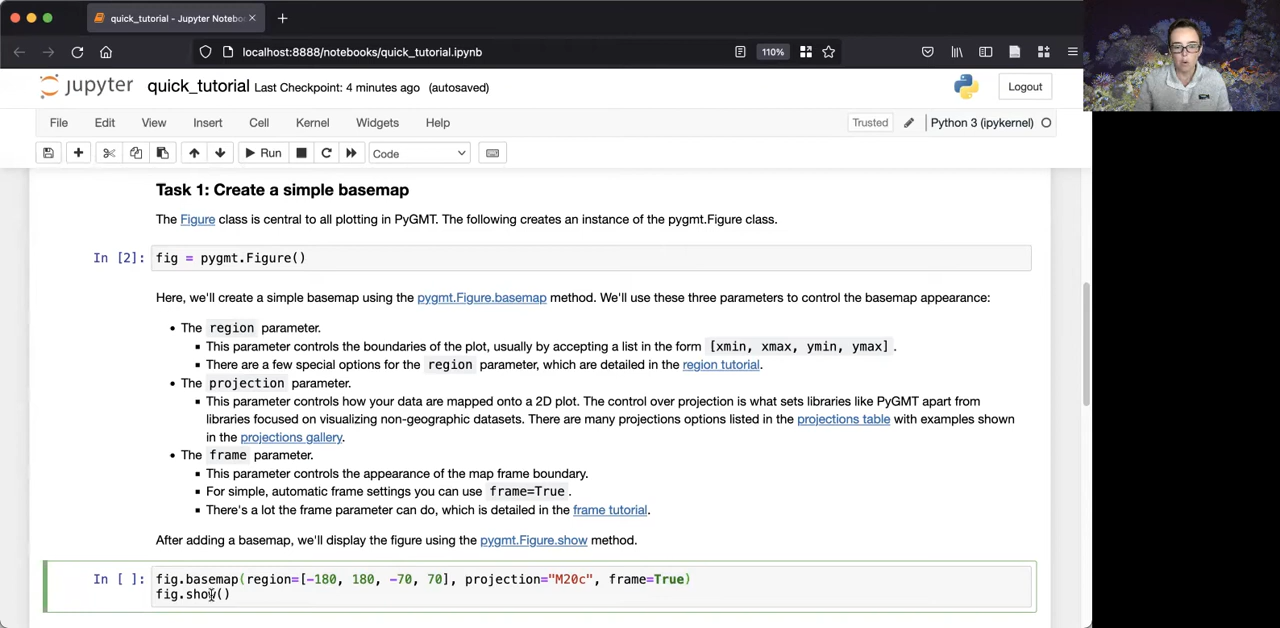 quick_tutorial - Jupyter Notebo
localhost:8888/notebooks/quick_tutorial.ipynb
110%
jupyter quick_tutorial Last Checkpoint: 4 minutes ago (autosaved)
Logout
File Edit View Insert Cell Kernel Widgets Help
Trusted Python 3 (ipykernel)
Run Code
Task 1: Create a simple basemap
The Figure class is central to all plotting in PyGMT. The following creates an instance of the pygmt.Figure class.
In [2]: fig = pygmt.Figure()
Here, we'll create a simple basemap using the pygmt.Figure.basemap method. We'll use these three parameters to control the basemap appearance:
• The region parameter.
▪ This parameter controls the boundaries of the plot, usually by accepting a list in the form [xmin, xmax, ymin, ymax] .
▪ There are a few special options for the region parameter, which are detailed in the region tutorial.
• The projection parameter.
▪ This parameter controls how your data are mapped onto a 2D plot. The control over projection is what sets libraries like PyGMT apart from
libraries focused on visualizing non-geographic datasets. There are many projections options listed in the projections table with examples shown
in the projections gallery.
• The frame parameter.
▪ This parameter controls the appearance of the map frame boundary.
▪ For simple, automatic frame settings you can use frame=True .
▪ There's a lot the frame parameter can do, which is detailed in the frame tutorial.
After adding a basemap, we'll display the figure using the pygmt.Figure.show method.
In [ ]: fig.basemap(region=[-180, 180, -70, 70], projection="M20c", frame=True)
fig.show()